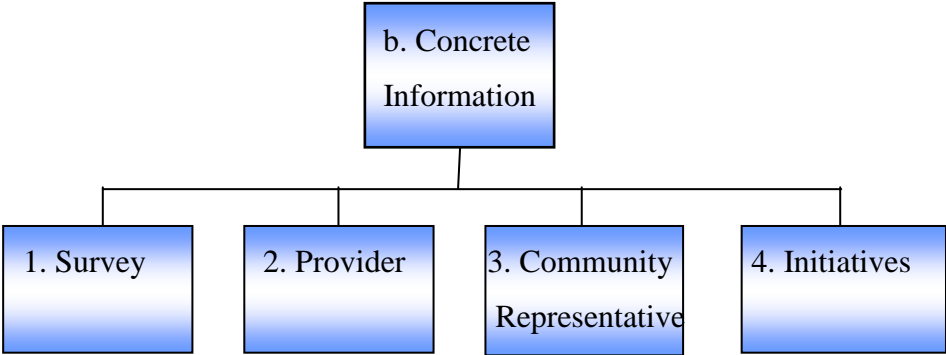 b. Concrete
Information
1. Survey
2. Provider
3. Community
Representative
4. Initiatives